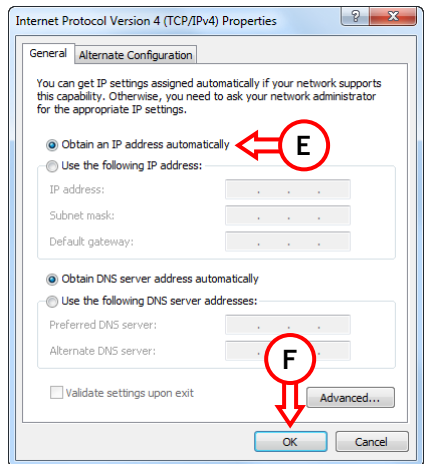 Internet Protocol Version 4 (TCP/IPv4) Properties
?
X
General
Alternate Configuration
You can get IP settings assigned automatically if your network supports
this capability. Otherwise, you need to ask your network administrator
for the appropriate IP settings.
Obtain an IP address automatically
E
Use the following IP address:
IP address:
. . .
Subnet mask:
. . .
Default gateway:
. . .
Obtain DNS server address automatically
Use the following DNS server addresses:
Preferred DNS server:
. . .
Alternate DNS server:
. .
F
Validate settings upon exit
Advanced...
OK
Cancel